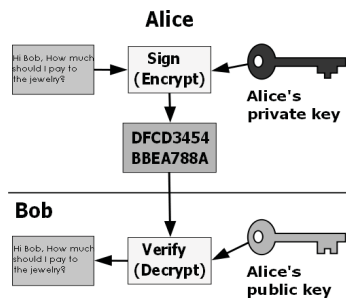 Alice
Hi Bob, How much
should I pay to
the jewelry?
Sign
(Encrypt)
Alice's
private key
DFCD3454
BBEA788A
Bob
Hi Bob, How much
should I pay to
the jewelry?
Verify
(Decrypt)
Alice's
public key